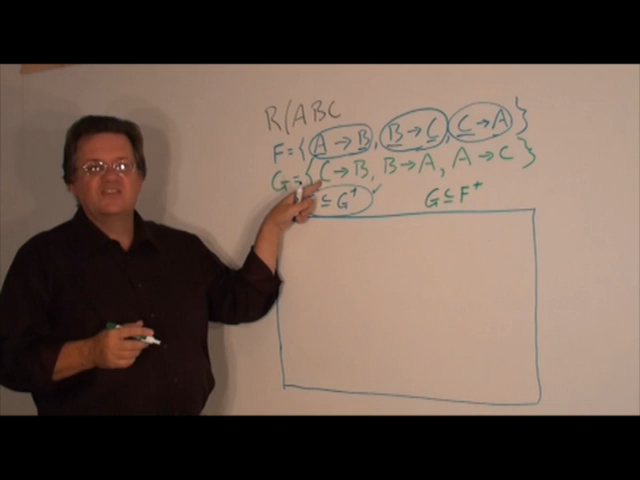 R(ABC
F={A→B, B→C, C→A}
G={C→B, B→A, A→C}
⊆G⁺ ✓ G⊆F⁺